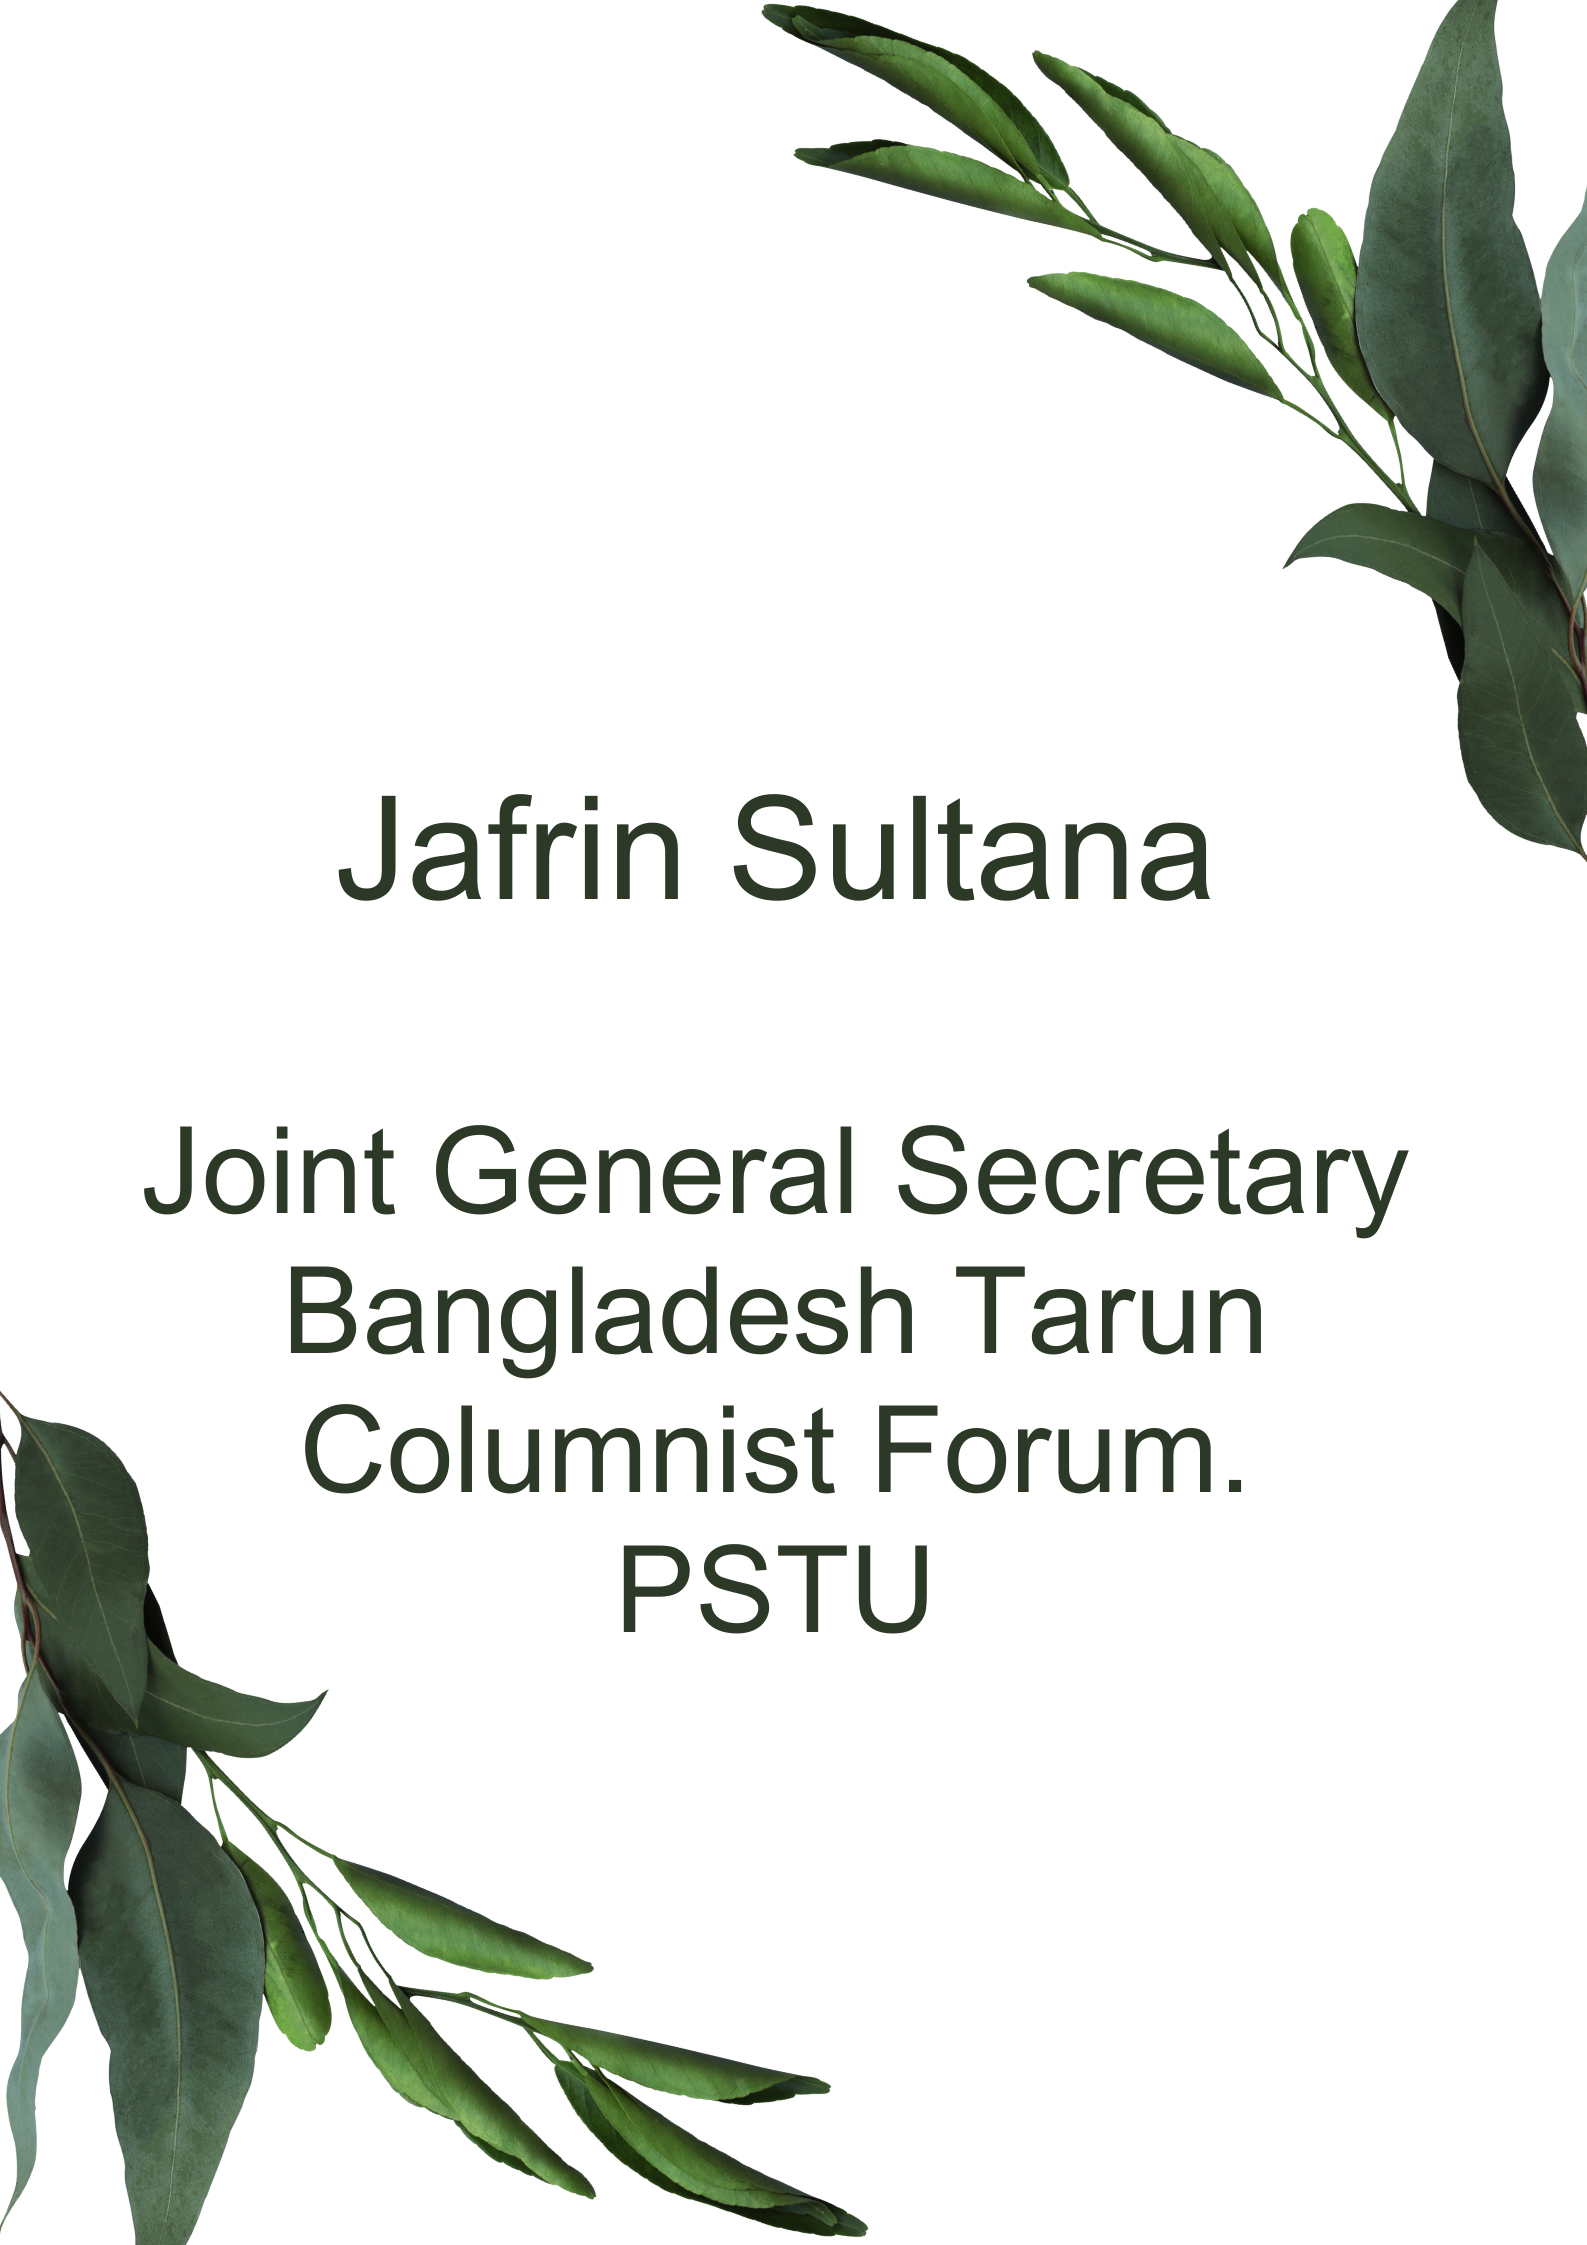 Jafrin Sultana
Joint General Secretary
Bangladesh Tarun
Columnist Forum.
PSTU